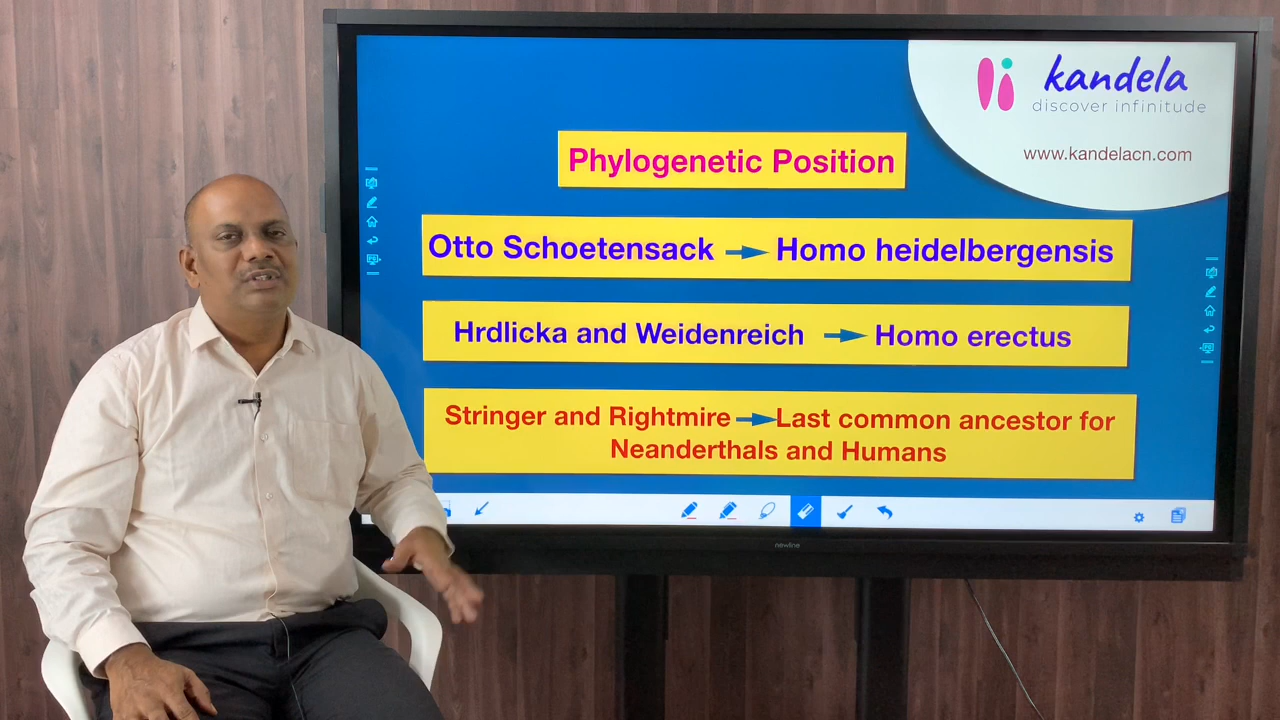 kandela
discover infinitude
www.kandelacn.com
Phylogenetic Position
Otto Schoetensack → Homo heidelbergensis
Hrdlicka and Weidenreich → Homo erectus
Stringer and Rightmire → Last common ancestor for
Neanderthals and Humans
newline